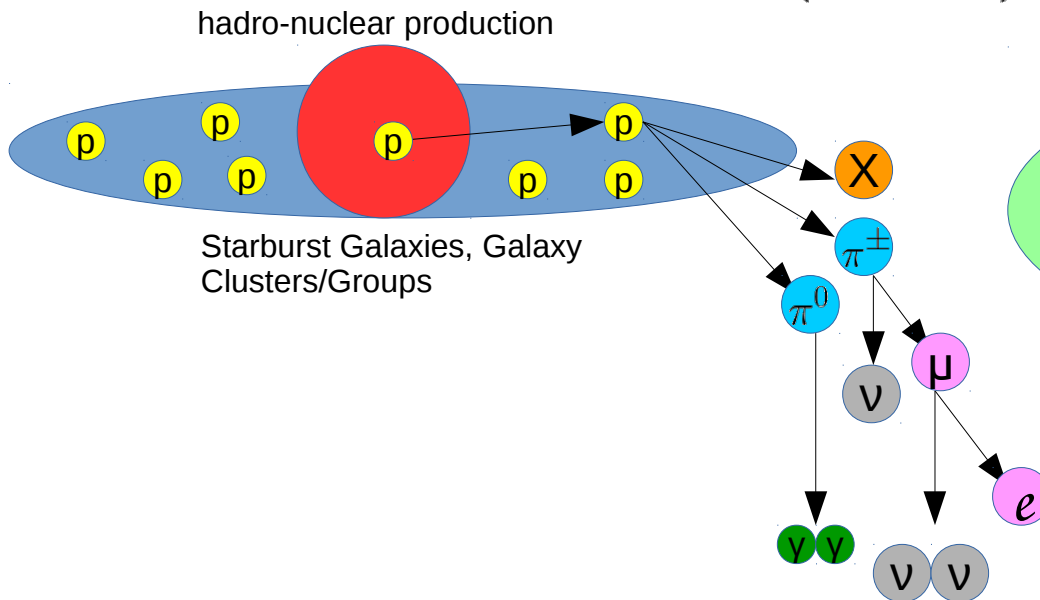 hadro-nuclear production
p
p
p
p
p
p
p
p
X
Starburst Galaxies, Galaxy
Clusters/Groups
π±
π0
μ
ν
e
γ γ
ν ν